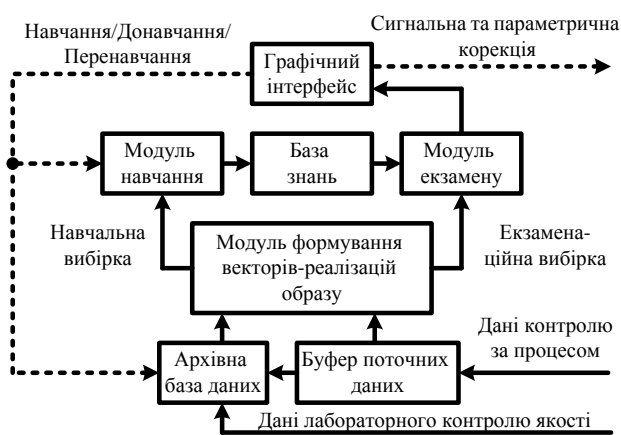 Навчання/Донавчання/
Перенавчання
Сигнальна та параметрична
корекція
Графічний
інтерфейс
Модуль
навчання
База
знань
Модуль
екзамену
Навчальна
вибірка
Модуль формування
векторів-реалізацій
образу
Екзамена-
ційна вибірка
Дані контролю
за процесом
Архівна
база даних
Буфер поточних
даних
Дані лабораторного контролю якості